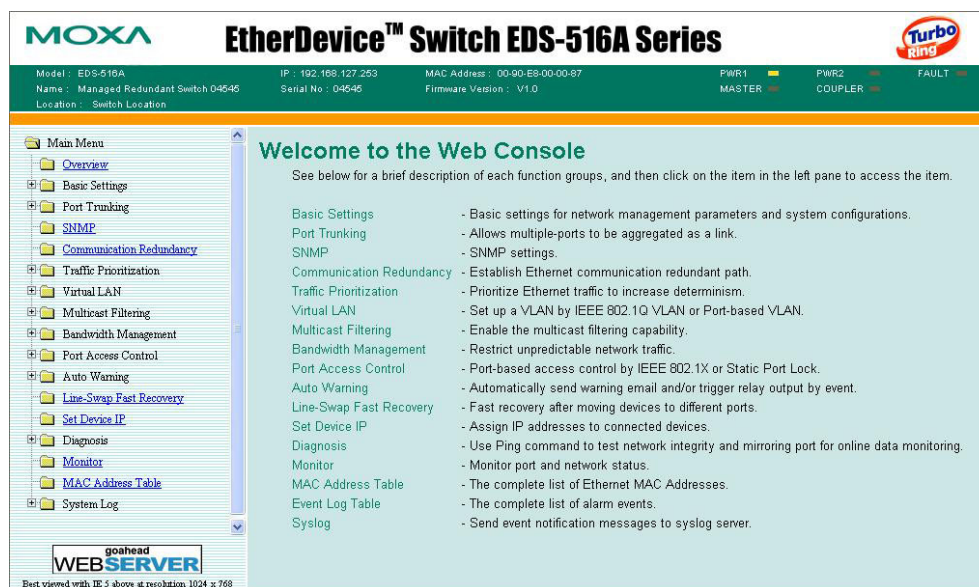 MOXA EtherDevice™ Switch EDS-516A Series Turbo Ring
Model : EDS-516A IP : 192.168.127.253 MAC Address : 00-90-E8-00-00-87 PWR1 PWR2 FAULT
Name : Managed Redundant Switch 04545 Serial No : 04545 Firmware Version : V1.0 MASTER COUPLER
Location : Switch Location
Main Menu
Overview
Basic Settings
Port Trunking
SNMP
Communication Redundancy
Traffic Prioritization
Virtual LAN
Multicast Filtering
Bandwidth Management
Port Access Control
Auto Warning
Line-Swap Fast Recovery
Set Device IP
Diagnosis
Monitor
MAC Address Table
System Log
goahead
WEBSERVER
Best viewed with IE 5 above at resolution 1024 x 768
Welcome to the Web Console
See below for a brief description of each function groups, and then click on the item in the left pane to access the item.
Basic Settings - Basic settings for network management parameters and system configurations.
Port Trunking - Allows multiple-ports to be aggregated as a link.
SNMP - SNMP settings.
Communication Redundancy - Establish Ethernet communication redundant path.
Traffic Prioritization - Prioritize Ethernet traffic to increase determinism.
Virtual LAN - Set up a VLAN by IEEE 802.1Q VLAN or Port-based VLAN.
Multicast Filtering - Enable the multicast filtering capability.
Bandwidth Management - Restrict unpredictable network traffic.
Port Access Control - Port-based access control by IEEE 802.1X or Static Port Lock.
Auto Warning - Automatically send warning email and/or trigger relay output by event.
Line-Swap Fast Recovery - Fast recovery after moving devices to different ports.
Set Device IP - Assign IP addresses to connected devices.
Diagnosis - Use Ping command to test network integrity and mirroring port for online data monitoring.
Monitor - Monitor port and network status.
MAC Address Table - The complete list of Ethernet MAC Addresses.
Event Log Table - The complete list of alarm events.
Syslog - Send event notification messages to syslog server.